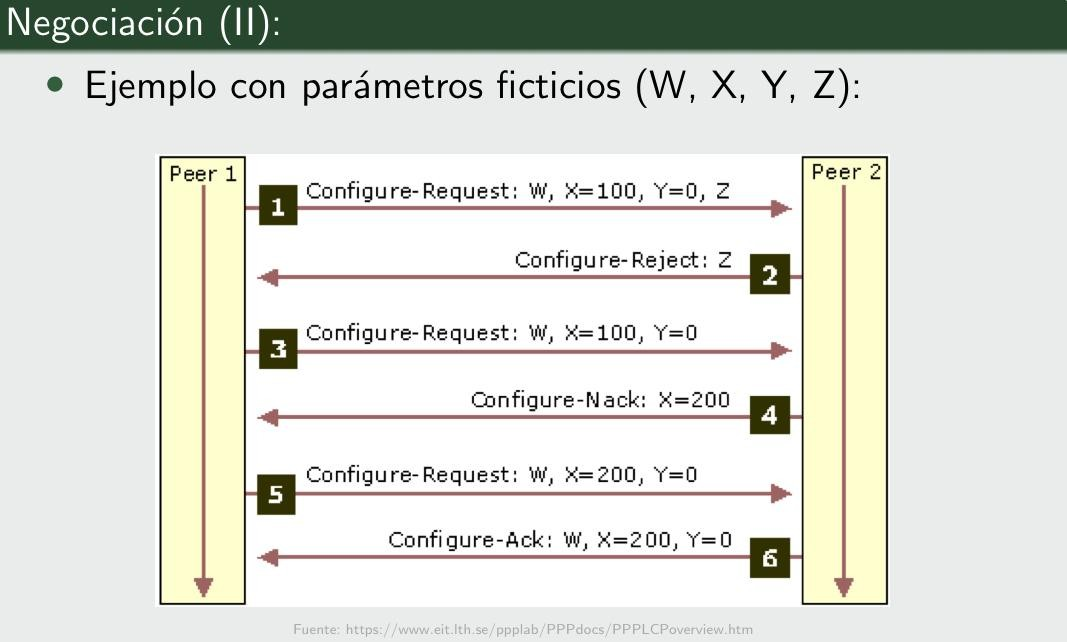 Negociación (II):
• Ejemplo con parámetros ficticios (W, X, Y, Z):
Peer 1
Peer 2
1 Configure-Request: W, X=100, Y=0, Z
Configure-Reject: Z 2
3 Configure-Request: W, X=100, Y=0
Configure-Nack: X=200 4
5 Configure-Request: W, X=200, Y=0
Configure-Ack: W, X=200, Y=0 6
Fuente: https://www.eit.lth.se/ppplab/PPPdocs/PPPLCPoverview.htm